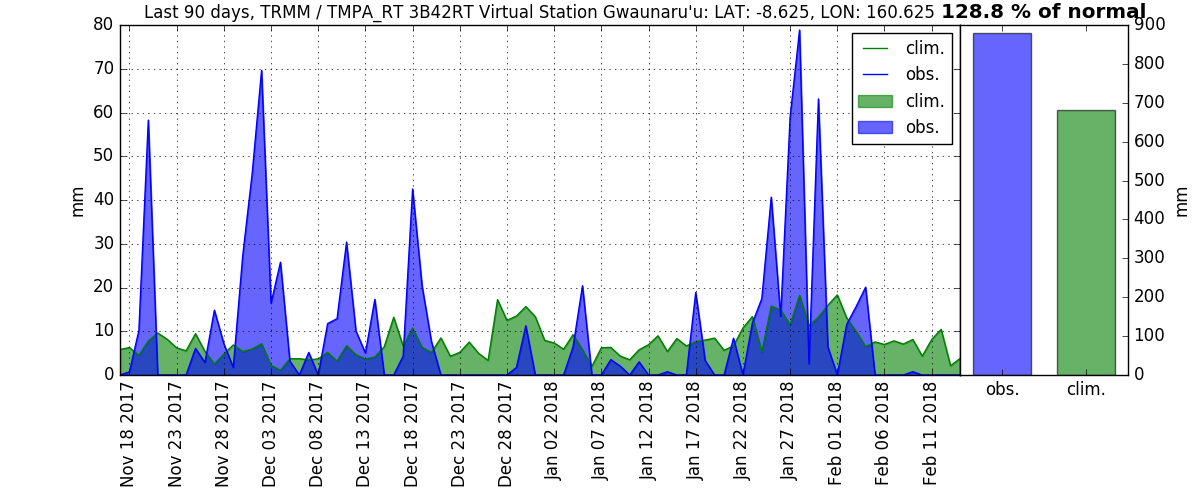 Last 90 days, TRMM / TMPA_RT 3B42RT Virtual Station Gwaunaru'u: LAT: -8.625, LON: 160.625 128.8 % of normal
80
70
60
50
40
30
20
10
0
mm
clim.
obs.
clim.
obs.
Nov 18 2017
Nov 23 2017
Nov 28 2017
Dec 03 2017
Dec 08 2017
Dec 13 2017
Dec 18 2017
Dec 23 2017
Dec 28 2017
Jan 02 2018
Jan 07 2018
Jan 12 2018
Jan 17 2018
Jan 22 2018
Jan 27 2018
Feb 01 2018
Feb 06 2018
Feb 11 2018
900
800
700
600
500
400
300
200
100
0
mm
obs.
clim.